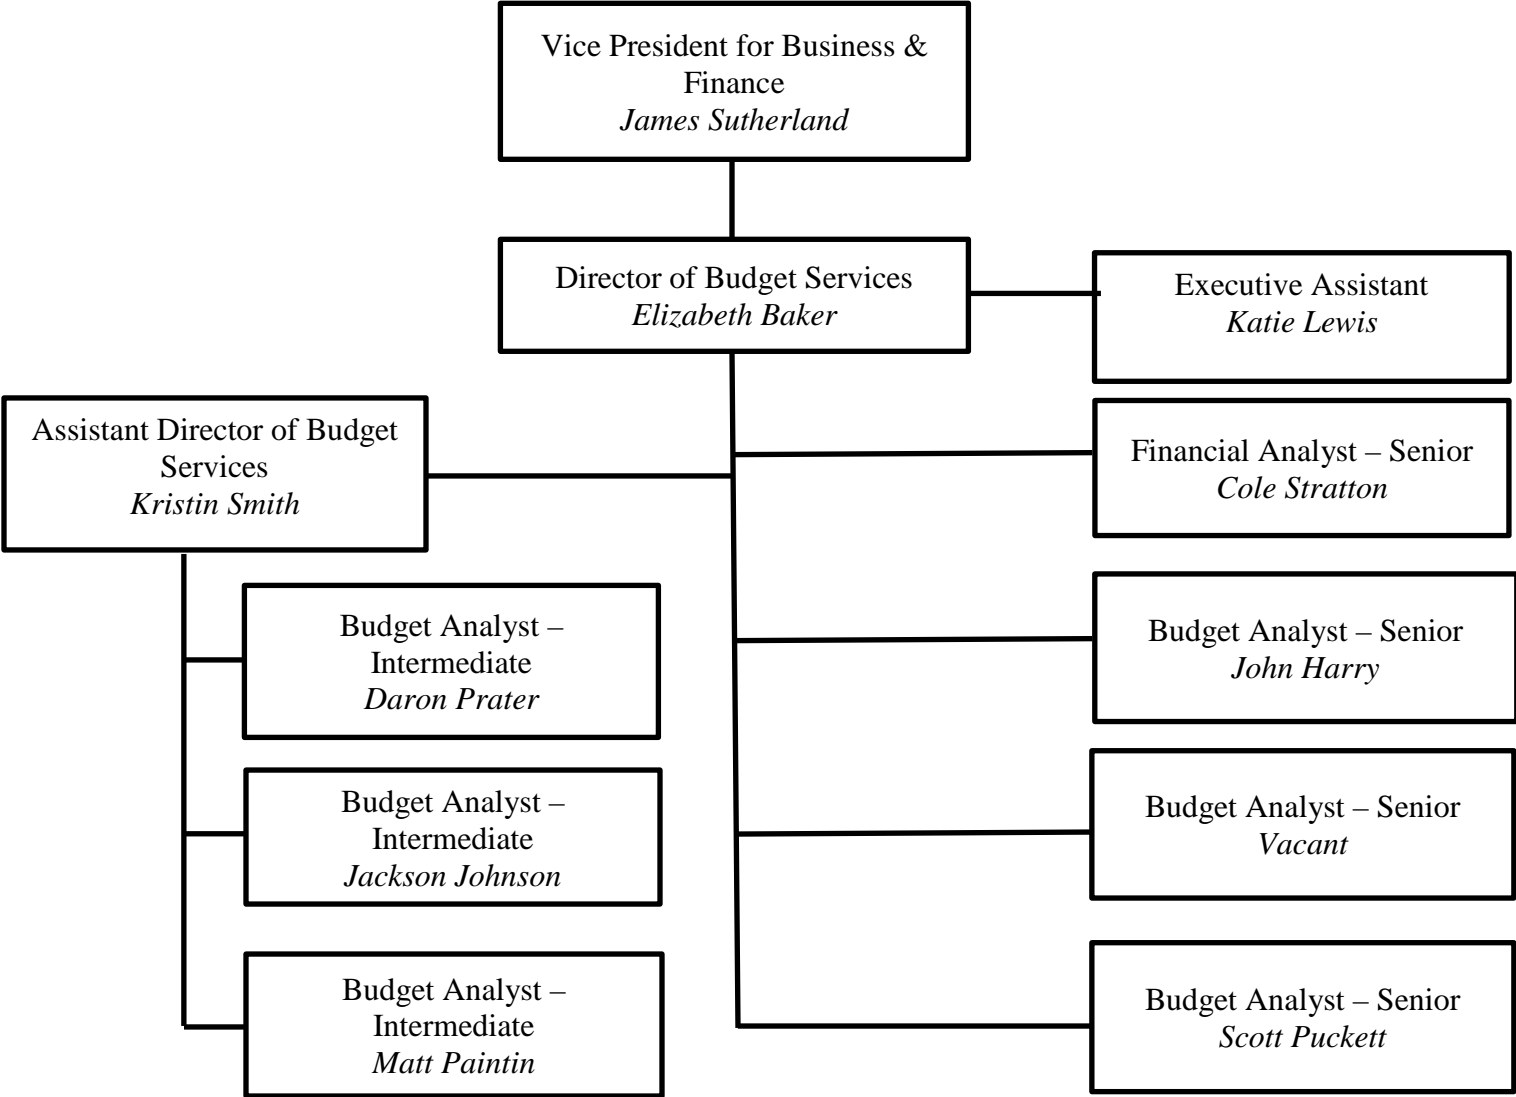 Vice President for Business &
Finance
James Sutherland
Director of Budget Services
Elizabeth Baker
Executive Assistant
Katie Lewis
Assistant Director of Budget
Services
Kristin Smith
Financial Analyst – Senior
Cole Stratton
Budget Analyst –
Intermediate
Daron Prater
Budget Analyst – Senior
John Harry
Budget Analyst –
Intermediate
Jackson Johnson
Budget Analyst – Senior
Vacant
Budget Analyst –
Intermediate
Matt Paintin
Budget Analyst – Senior
Scott Puckett